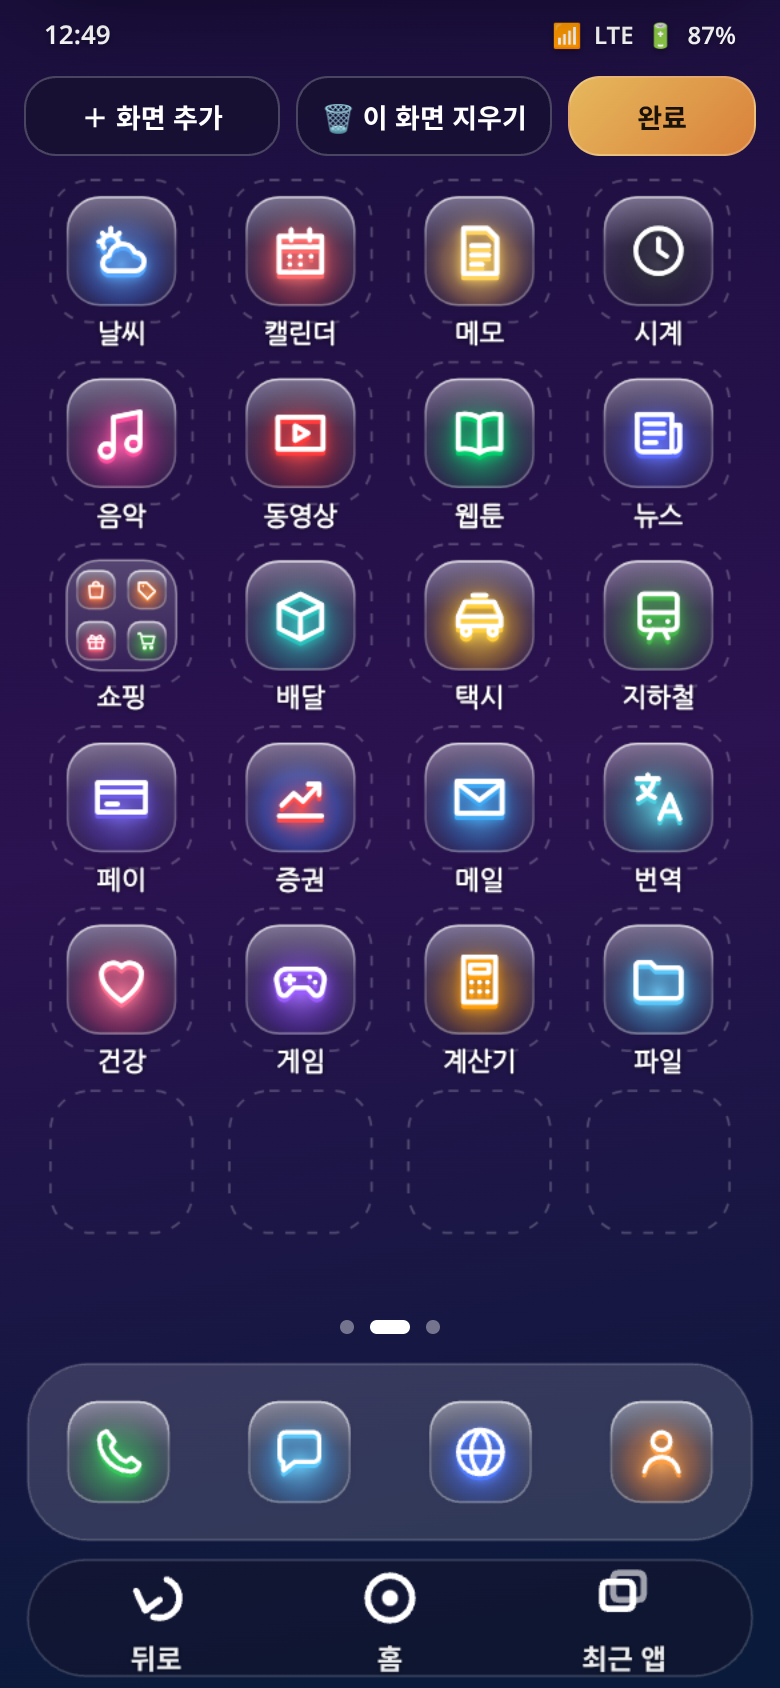 12:49 LTE 87%
+ 화면 추가
이 화면 지우기
완료
날씨 캘린더 메모 시계
음악 동영상 웹툰 뉴스
쇼핑 배달 택시 지하철
페이 증권 메일 번역
건강 게임 계산기 파일
뒤로 홈 최근 앱